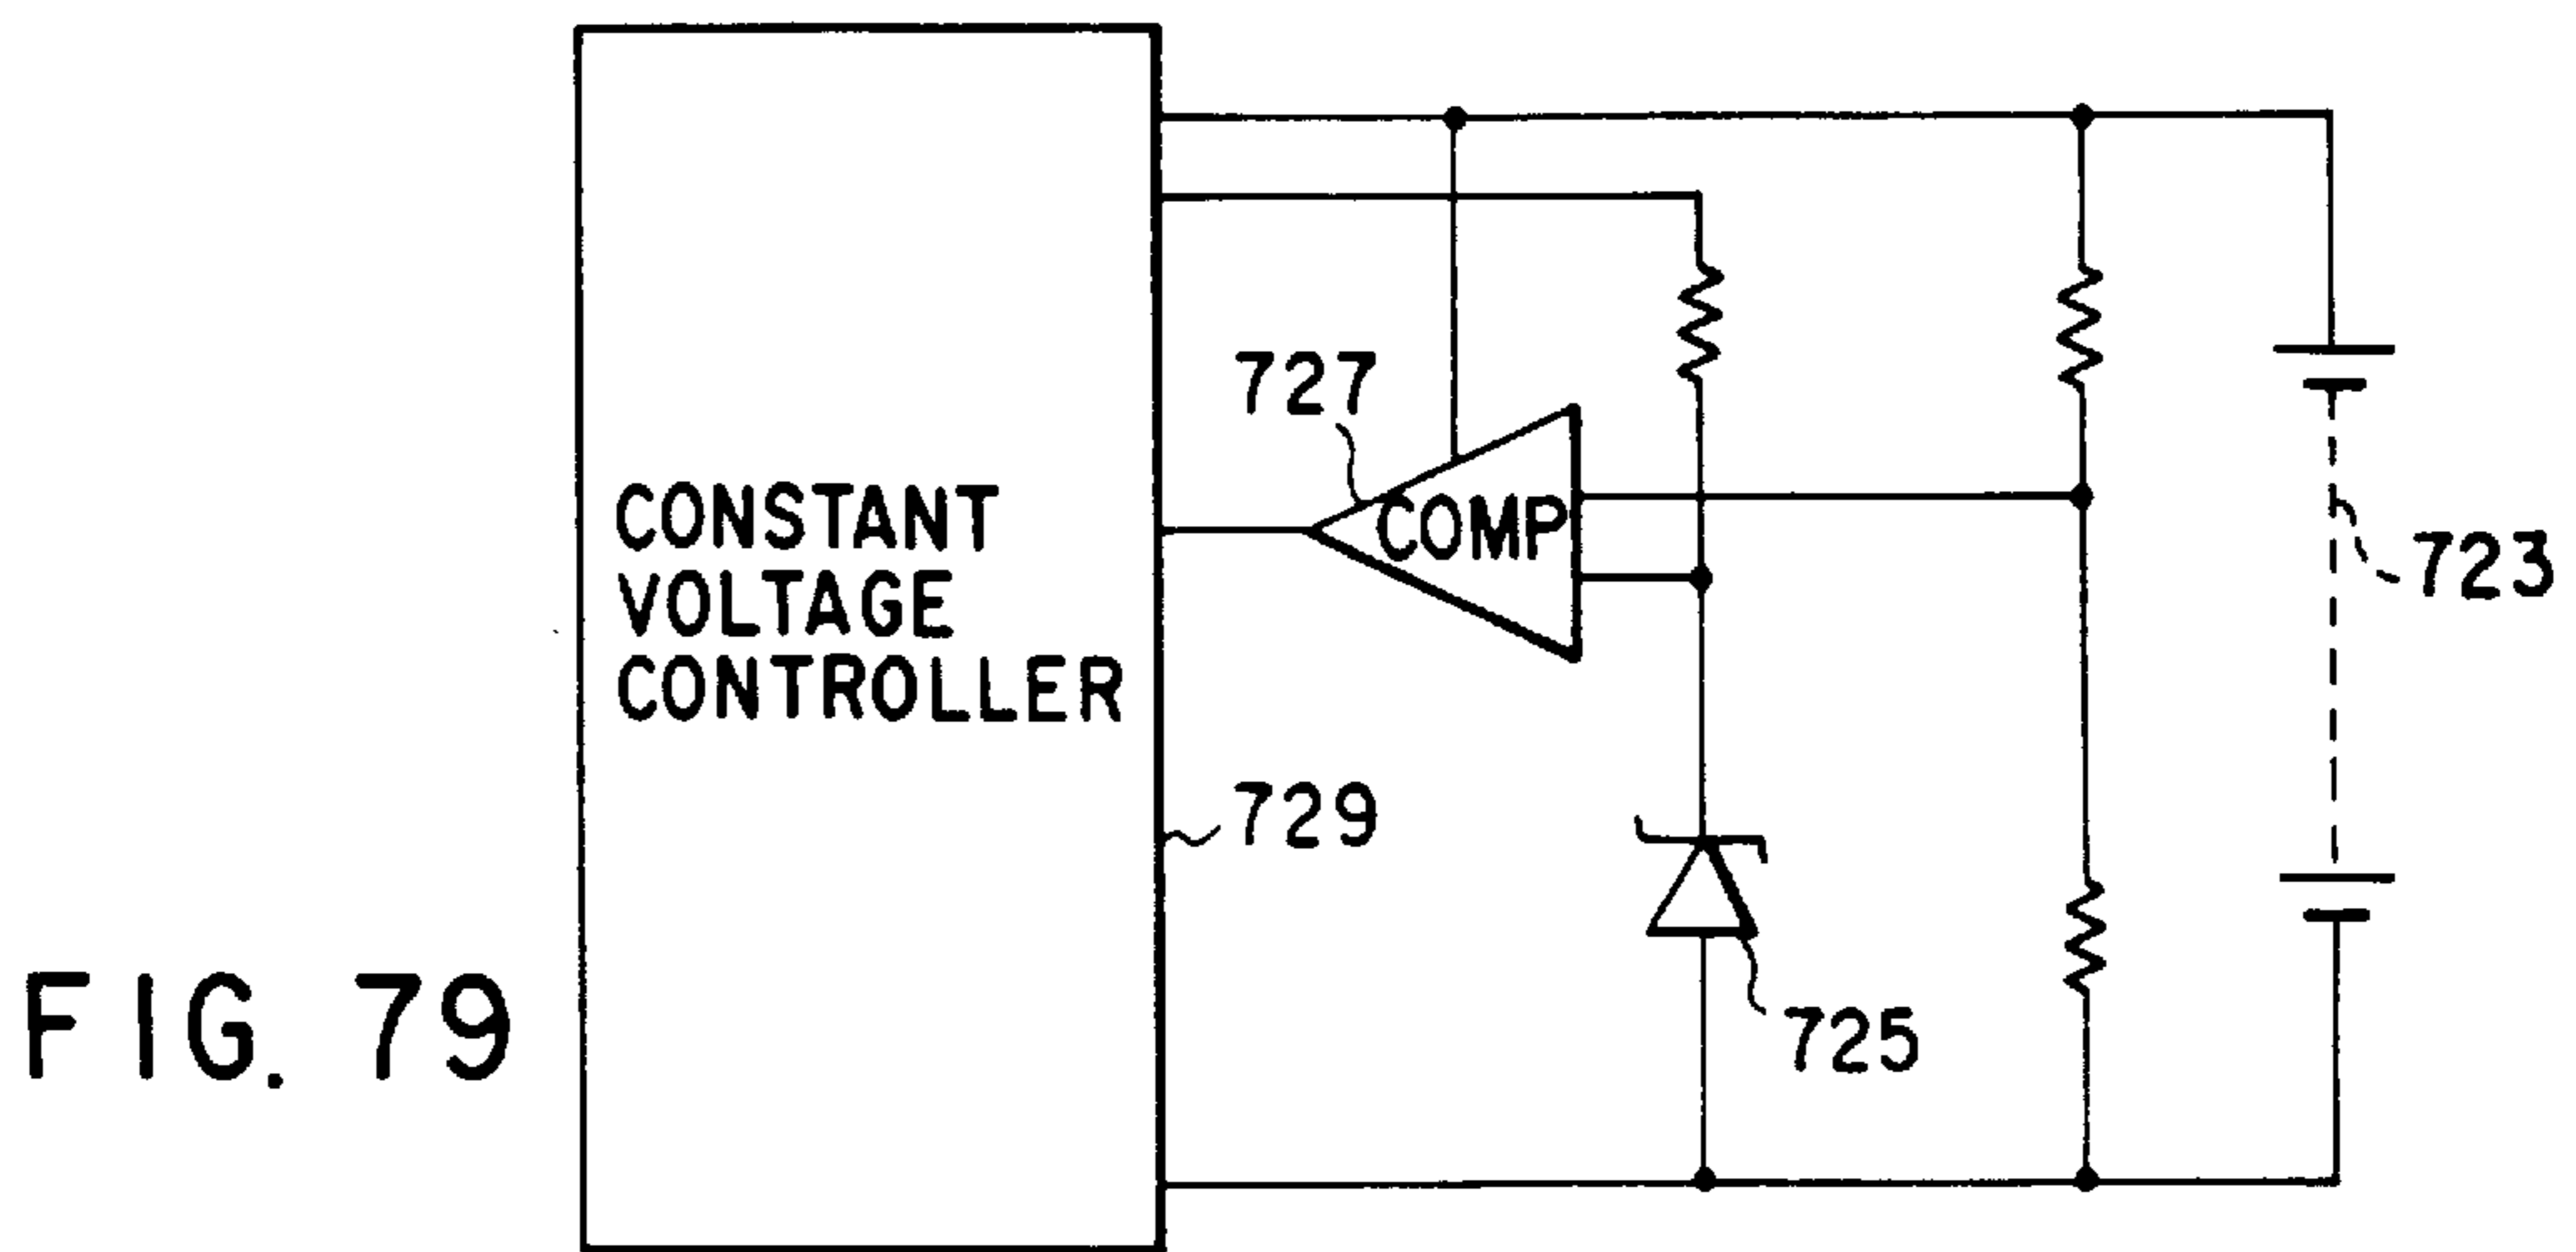 727
COMP
CONSTANT
VOLTAGE
CONTROLLER
723
729
725
FIG. 79